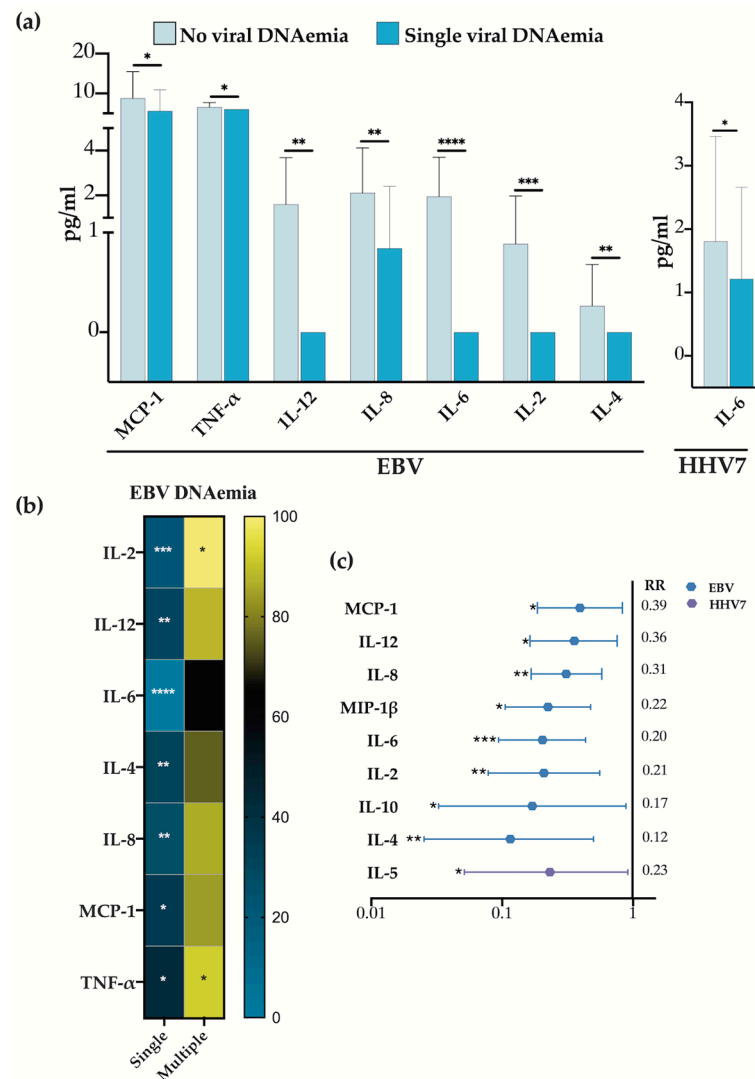 (a)
No viral DNAemia
Single viral DNAemia
20
10
4
2
1
0
pg/ml
* * ** ** **** *** **
MCP-1
TNF-α
1L-12
IL-8
IL-6
IL-2
IL-4
EBV
4
3
2
1
0
pg/ml
*
IL-6
HHV7
(b)
EBV DNAemia
IL-2 *** *
IL-12 **
IL-6 ****
IL-4 **
IL-8 **
MCP-1 *
TNF-α * *
Single
Multiple
100
80
60
40
20
0
(c)
RR
EBV
HHV7
MCP-1 * 0.39
IL-12 * 0.36
IL-8 ** 0.31
MIP-1β * 0.22
IL-6 *** 0.20
IL-2 ** 0.21
IL-10 * 0.17
IL-4 ** 0.12
IL-5 * 0.23
0.01 0.1 1